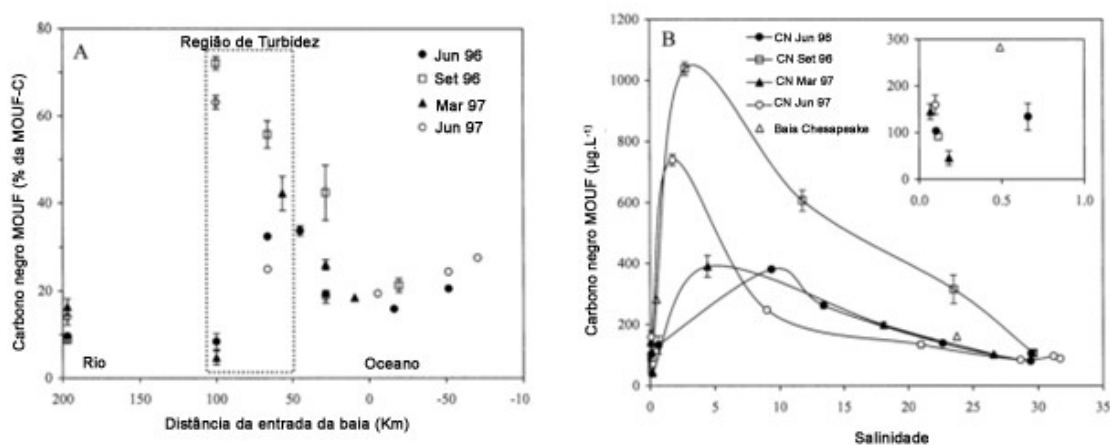 Carbono negro MOUF (% da MOUF-C)
80
60
40
20
0
A
Região de Turbidez
Jun 96
Set 96
Mar 97
Jun 97
Rio
Oceano
200
150
100
50
0
-50
-10
Distância da entrada da baia (Km)
Carbono negro MOUF (µg.L⁻¹)
1200
1000
800
600
400
200
0
B
CN Jun 96
CN Set 96
CN Mar 97
CN Jun 97
Baia Chesapeake
300
200
100
0
0.0
0.5
1.0
0
5
10
15
20
25
30
35
Salinidade